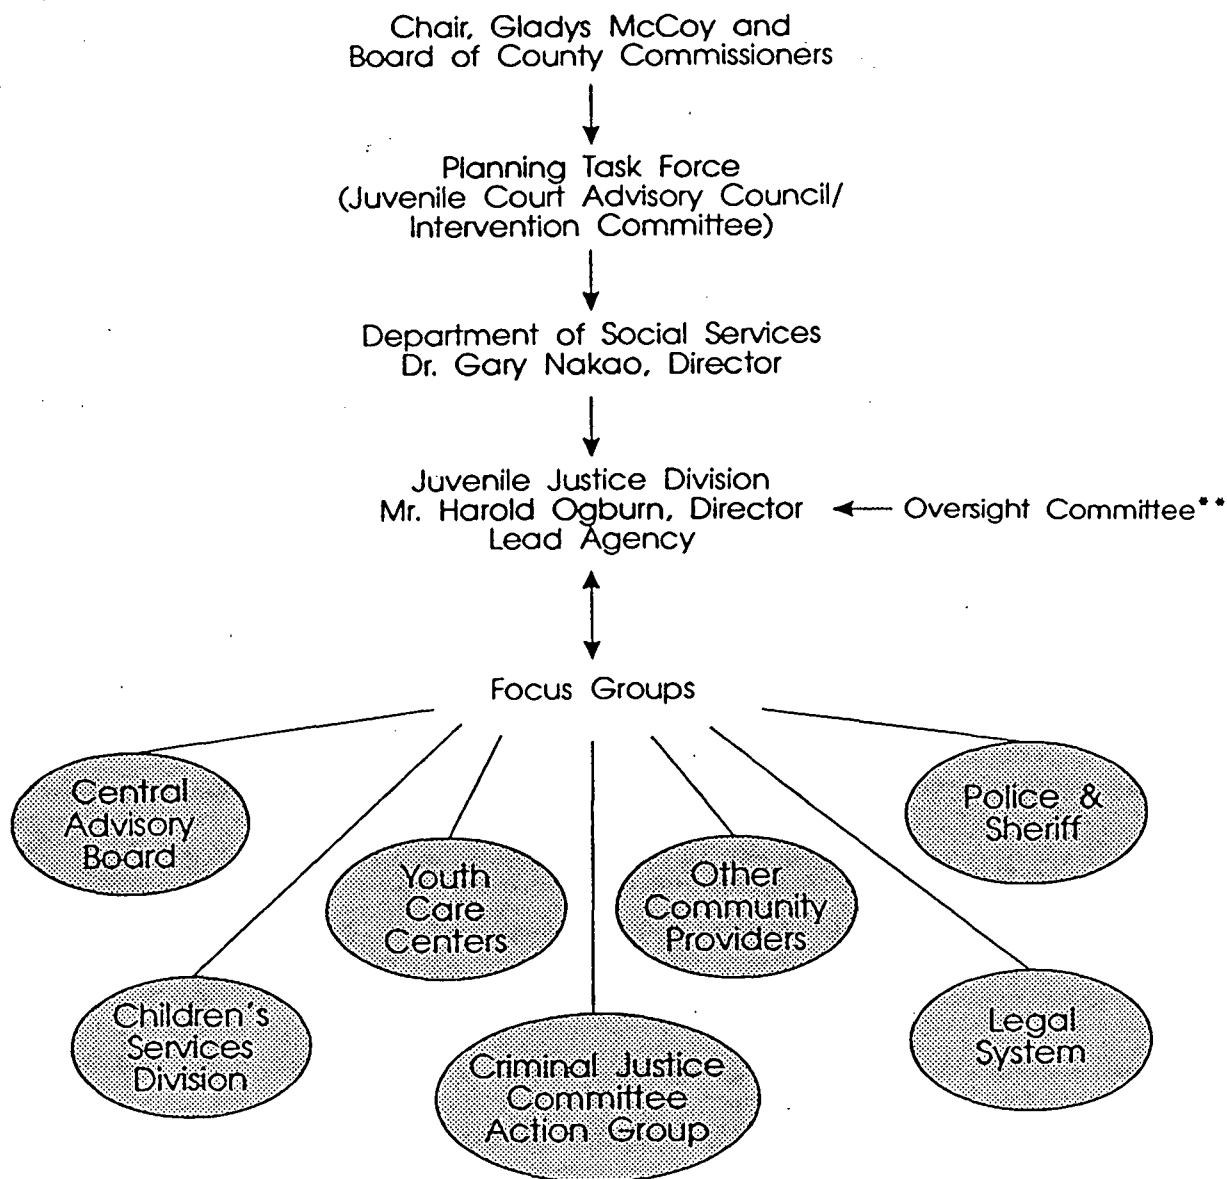 Chair, Gladys McCoy and
Board of County Commissioners
Planning Task Force
(Juvenile Court Advisory Council/
Intervention Committee)
Department of Social Services
Dr. Gary Nakao, Director
Juvenile Justice Division
Mr. Harold Ogburn, Director
Lead Agency
Oversight Committee**
Focus Groups
Central
Advisory
Board
Police &
Sheriff
Youth
Care
Centers
Other
Community
Providers
Children's
Services
Division
Criminal Justice
Committee
Action Group
Legal
System